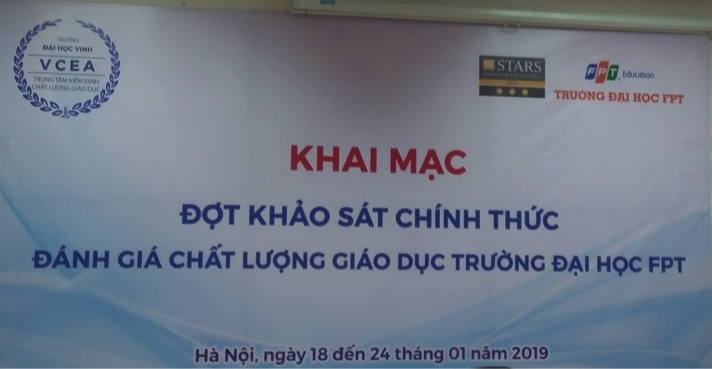 TRƯỜNG
ĐẠI HỌC VINH
VCEA
TRUNG TÂM KIỂM ĐỊNH
CHẤT LƯỢNG GIÁO DỤC
STARS
FPT Education
TRƯỜNG ĐẠI HỌC FPT
KHAI MẠC
ĐỢT KHẢO SÁT CHÍNH THỨC
ĐÁNH GIÁ CHẤT LƯỢNG GIÁO DỤC TRƯỜNG ĐẠI HỌC FPT
Hà Nội, ngày 18 đến 24 tháng 01 năm 2019